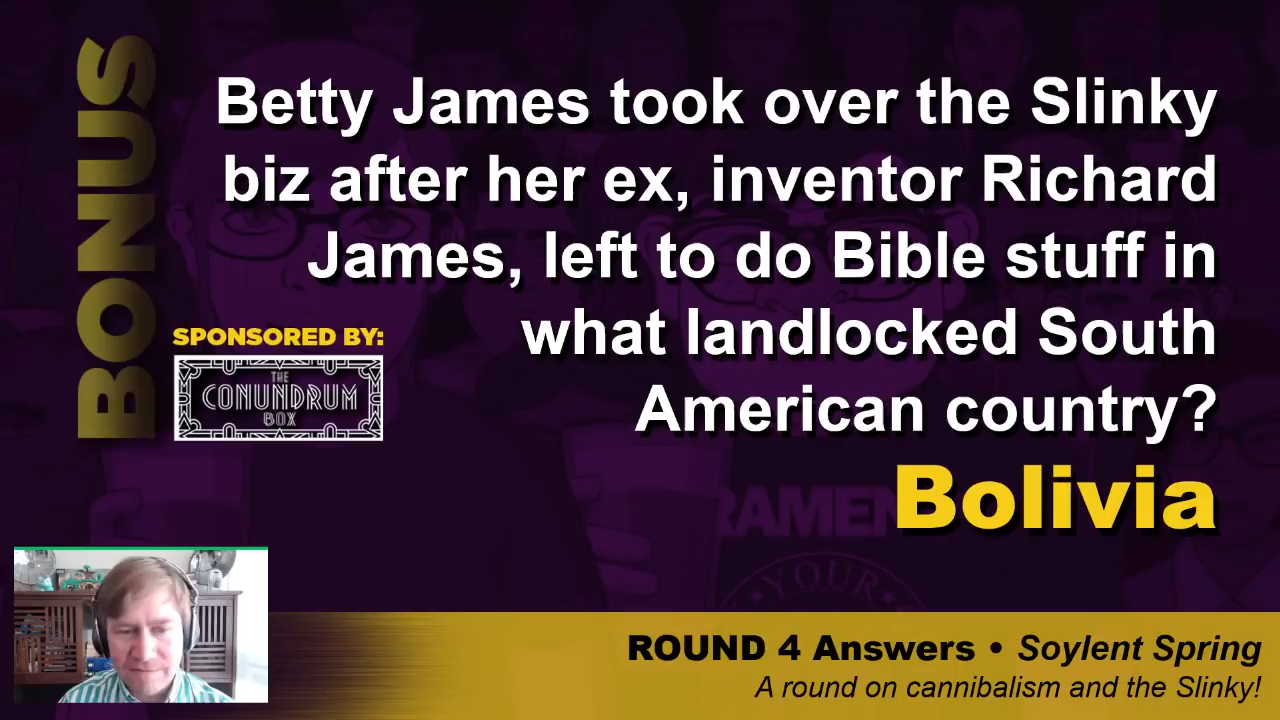 BONUS
Betty James took over the Slinky
biz after her ex, inventor Richard
James, left to do Bible stuff in
what landlocked South
American country?
Bolivia
SPONSORED BY:
THE
CONUNDRUM
BOX
RAMEN
YOUR
ROUND 4 Answers • Soylent Spring
A round on cannibalism and the Slinky!